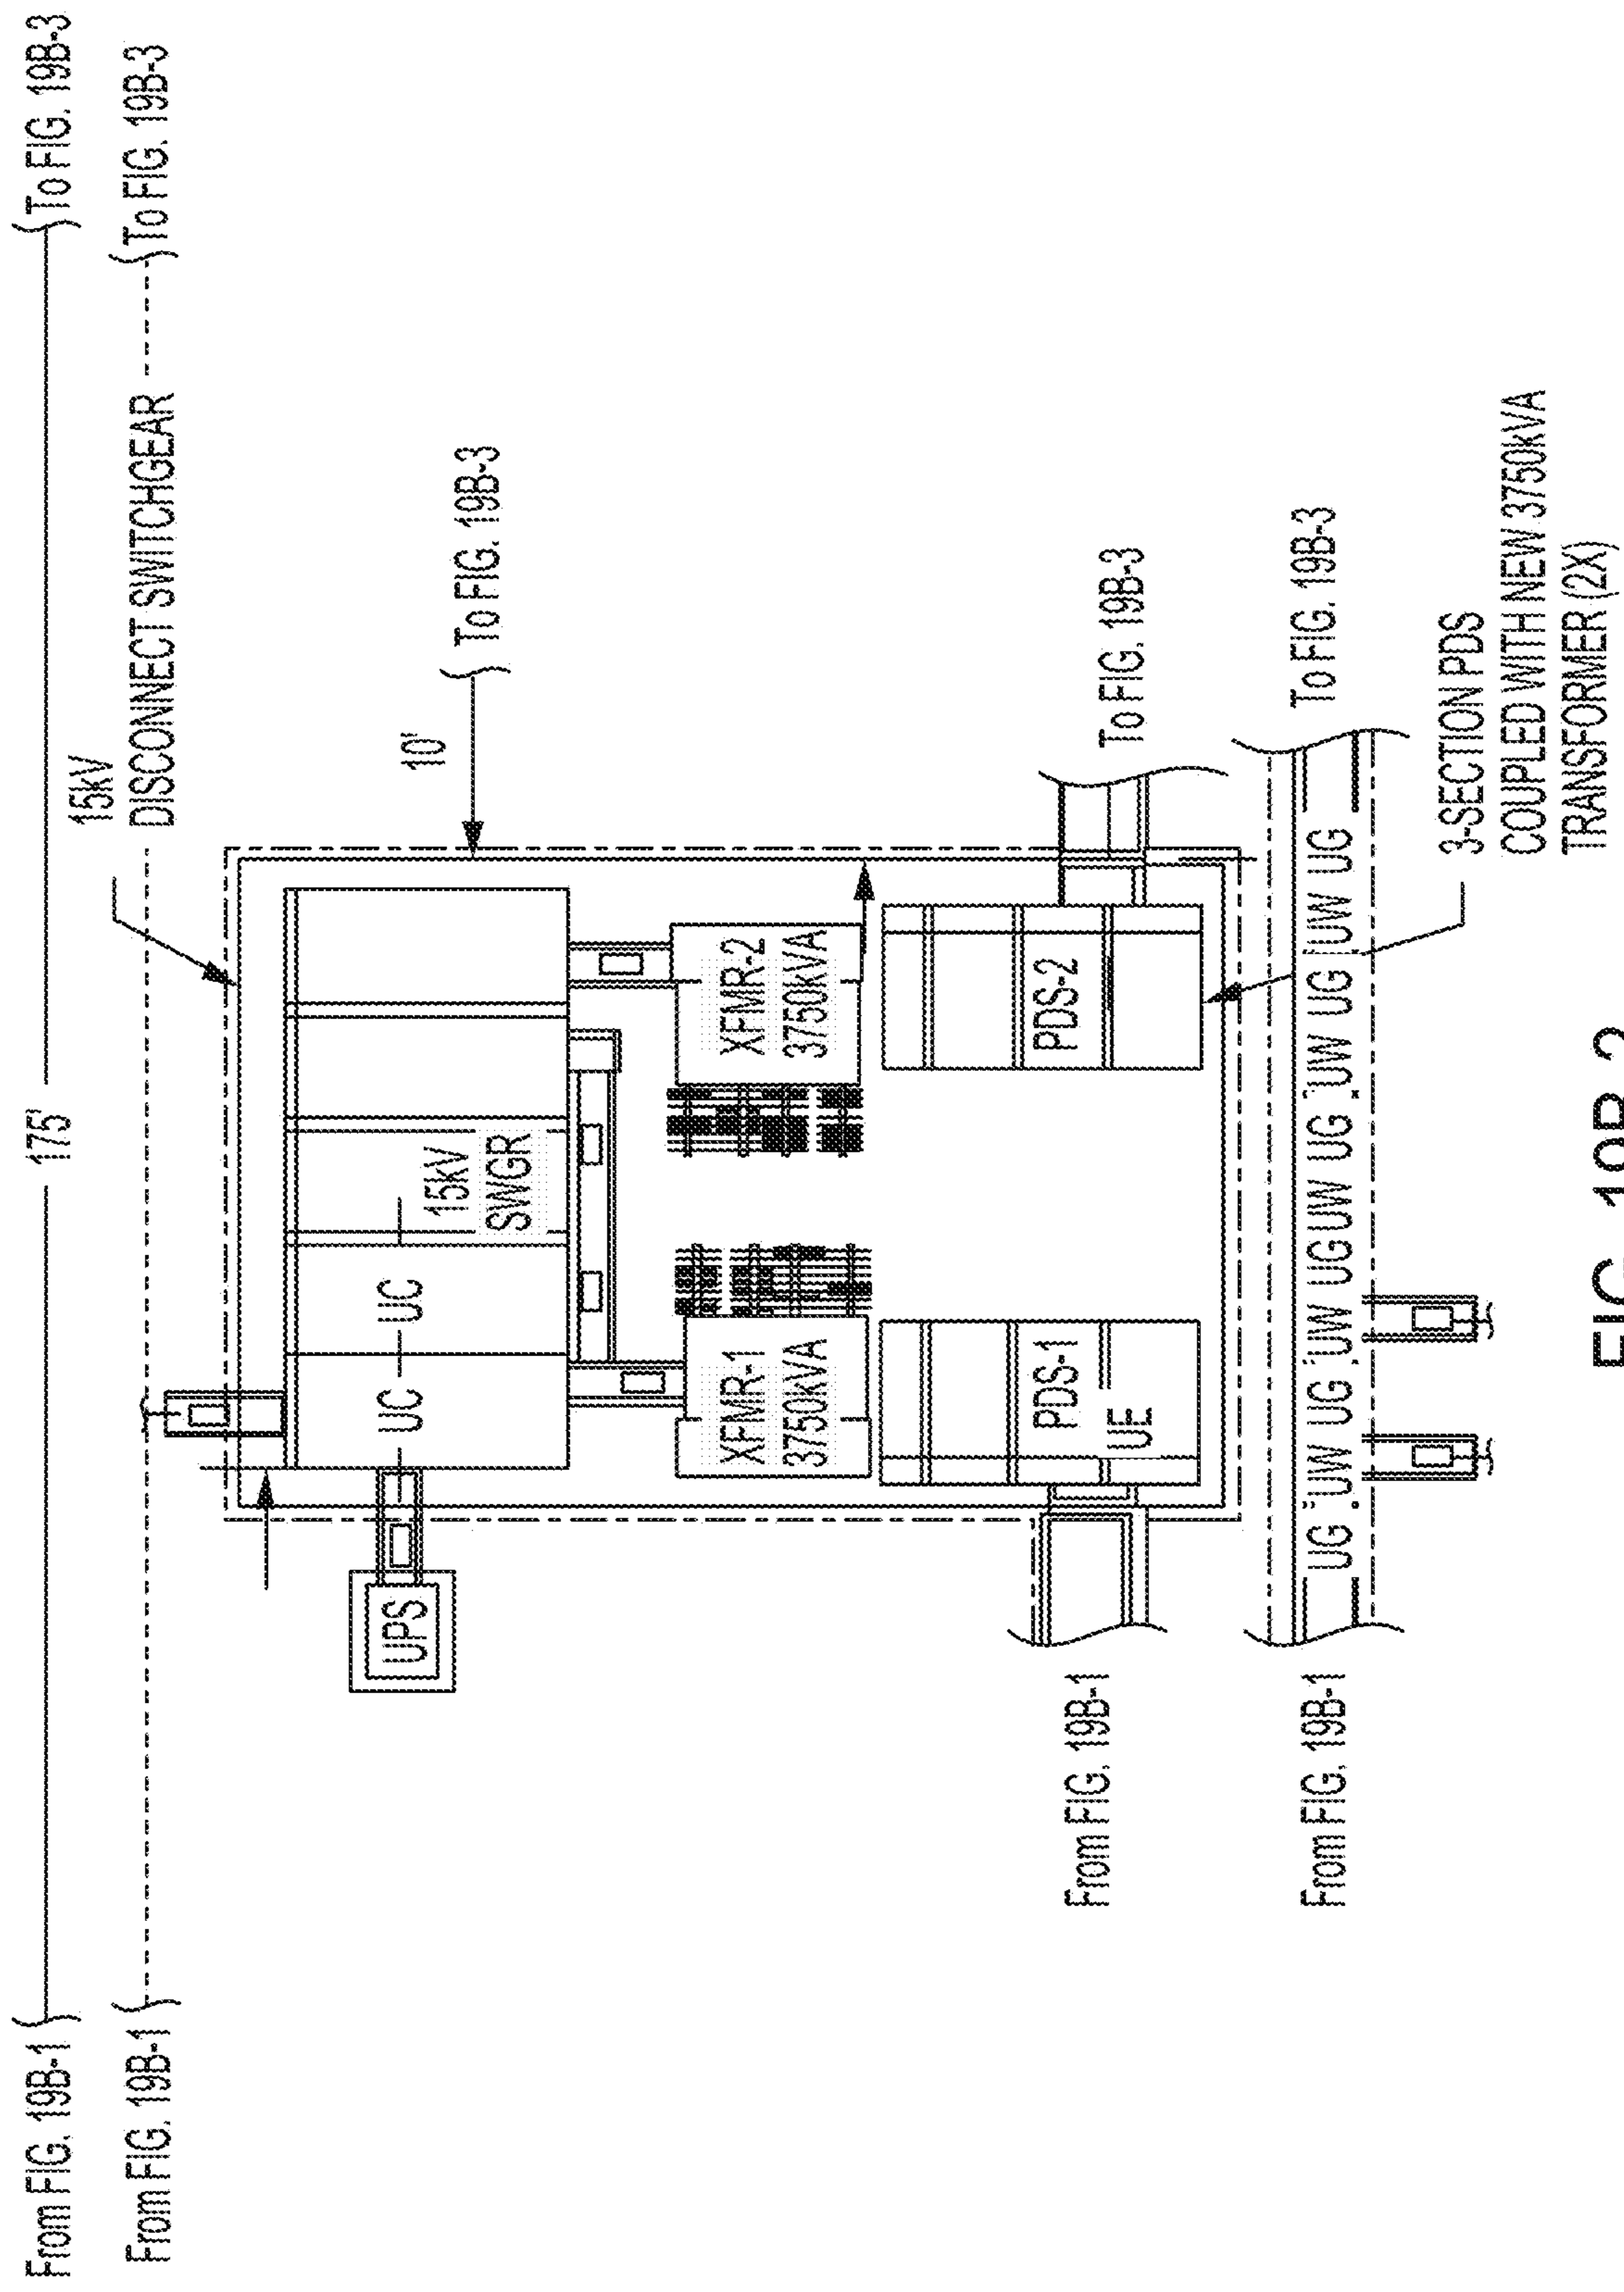 From FIG. 19B-1
175'
To FIG. 19B-3
From FIG. 19B-1
15kV
DISCONNECT SWITCHGEAR
To FIG. 19B-3
UPS
UC
UC
15kV
SWGR
10'
To FIG. 19B-3
XFMR-1
3750kVA
XFMR-2
3750kVA
From FIG. 19B-1
PDS-1
UE
PDS-2
To FIG. 19B-3
From FIG. 19B-1
UG UW UG UW UG UW UG UW UG UW UG
To FIG. 19B-3
3-SECTION PDS
COUPLED WITH NEW 3750kVA
TRANSFORMER (2X)
FIG. 19B-2